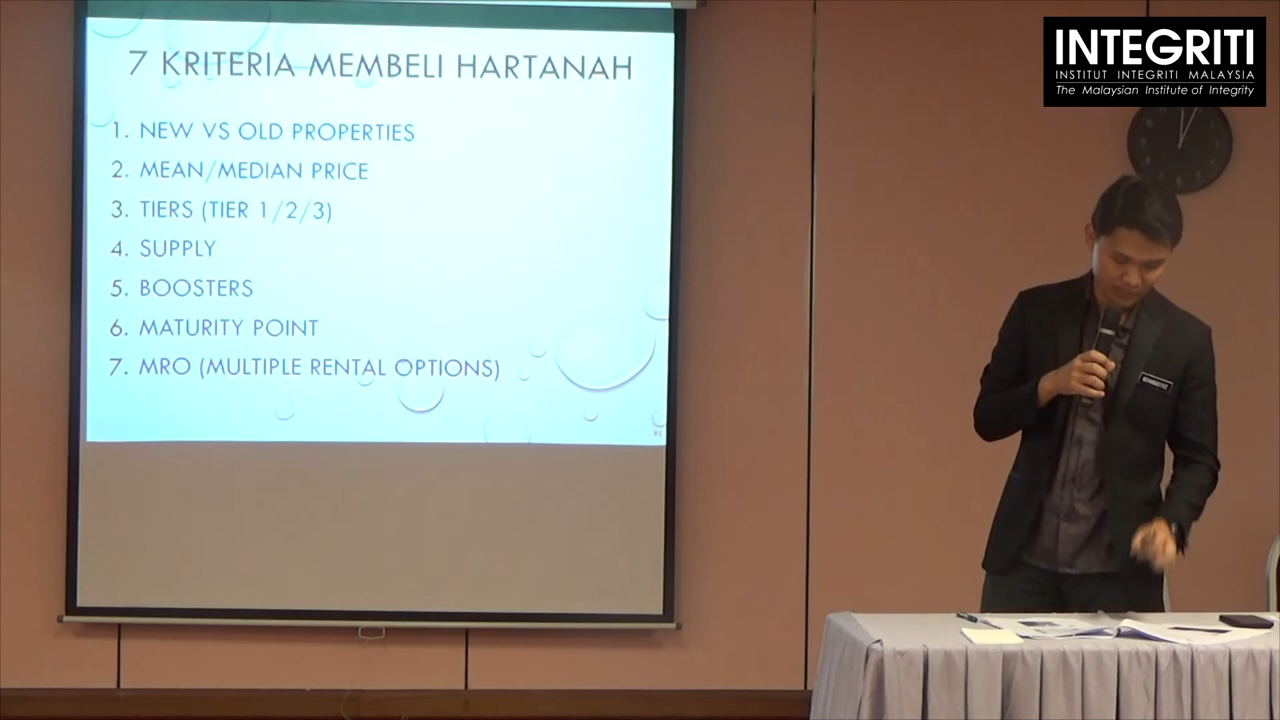 7 KRITERIA MEMBELI HARTANAH
1. NEW VS OLD PROPERTIES
2. MEAN/MEDIAN PRICE
3. TIERS (TIER 1/2/3)
4. SUPPLY
5. BOOSTERS
6. MATURITY POINT
7. MRO (MULTIPLE RENTAL OPTIONS)
INTEGRITI
INSTITUT INTEGRITI MALAYSIA
The Malaysian Institute of Integrity